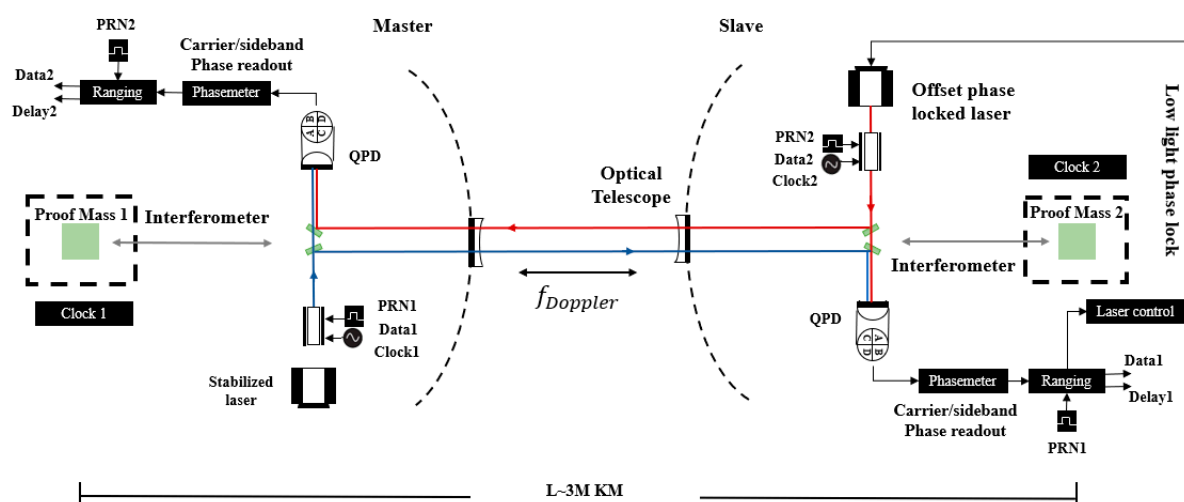 PRN2
Master
Slave
Carrier/sideband
Phase readout
Data2
Ranging
Phasemeter
Delay2
A B
C D
QPD
Offset phase
locked laser
PRN2
Data2
Clock2
Low light phase lock
Clock 2
Optical
Telescope
Proof Mass 1
Interferometer
Proof Mass 2
Interferometer
Clock 1
f_Doppler
PRN1
Data1
Clock1
Stabilized
laser
QPD
A B
C D
Laser control
Phasemeter
Ranging
Data1
Delay1
Carrier/sideband
Phase readout
PRN1
L~3M KM